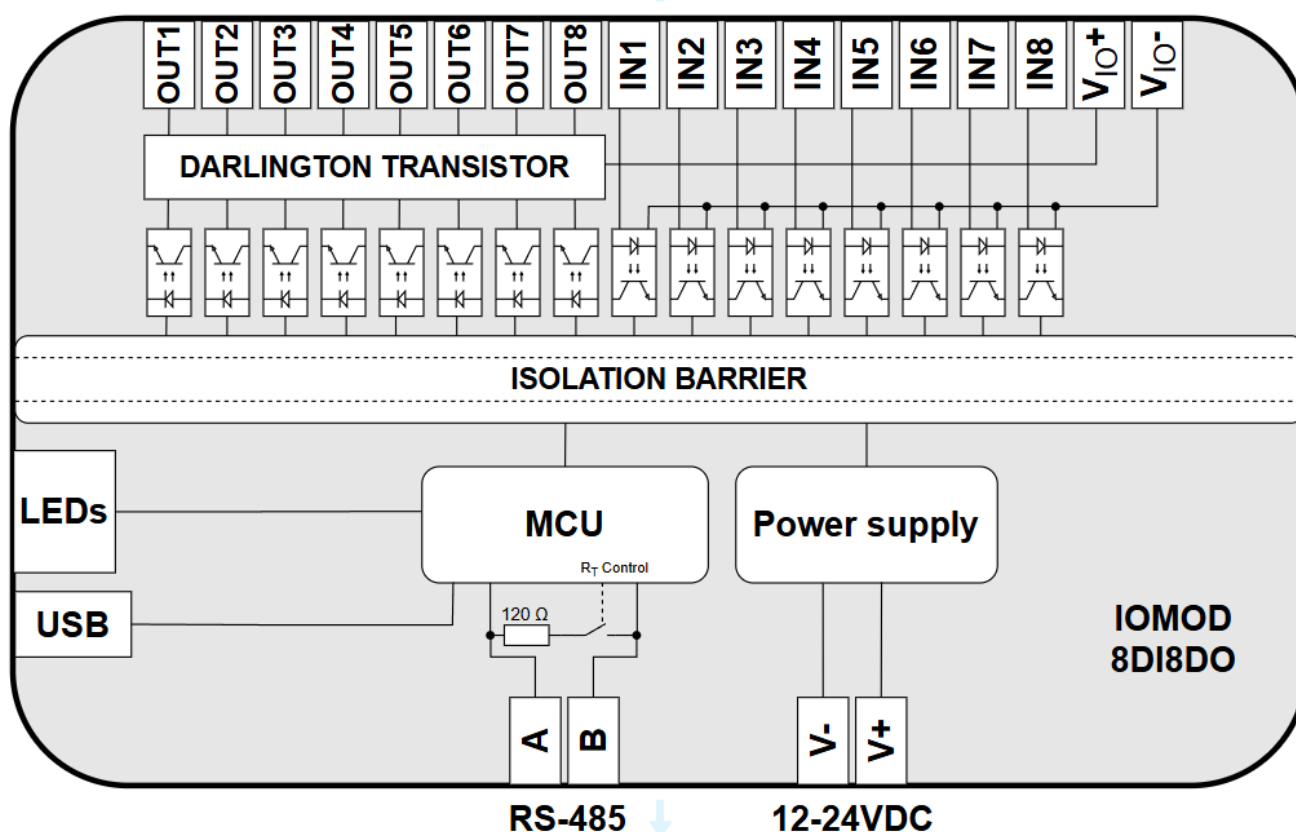 OUT1
OUT2
OUT3
OUT4
OUT5
OUT6
OUT7
OUT8
IN1
IN2
IN3
IN4
IN5
IN6
IN7
IN8
VIO+
VIO-
DARLINGTON TRANSISTOR
ISOLATION BARRIER
LEDs
MCU
RT Control
Power supply
USB
120 Ω
IOMOD
8DI8DO
A
B
V-
V+
RS-485
12-24VDC